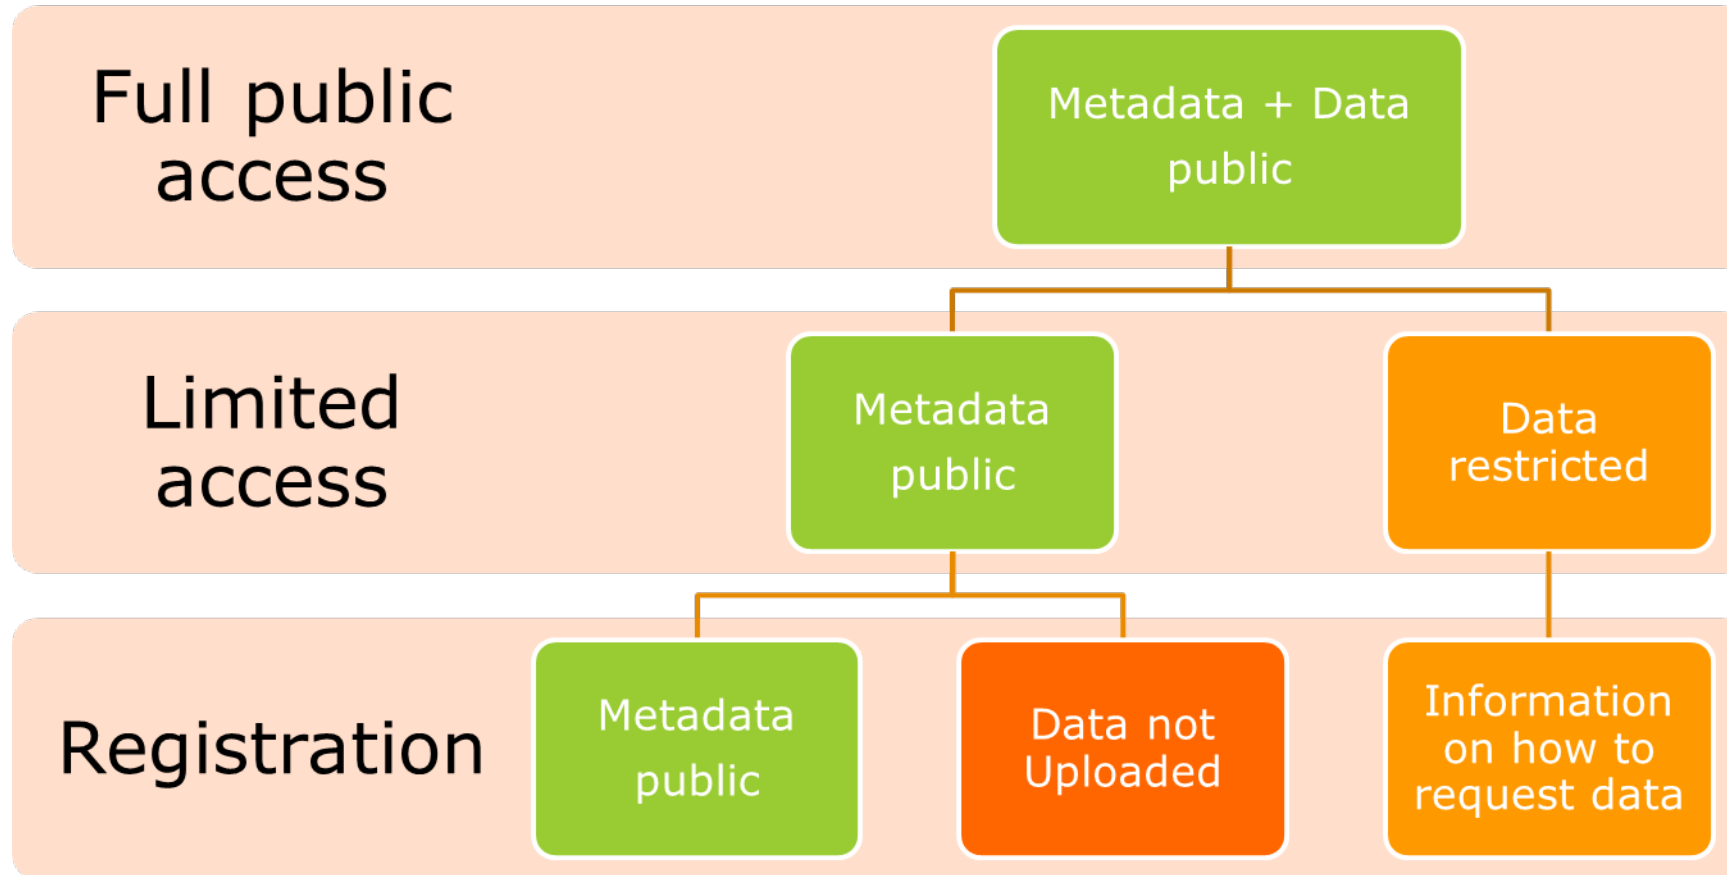 Full public
access
Metadata + Data
public
Limited
access
Metadata
public
Data
restricted
Registration
Metadata
public
Data not
Uploaded
Information
on how to
request data